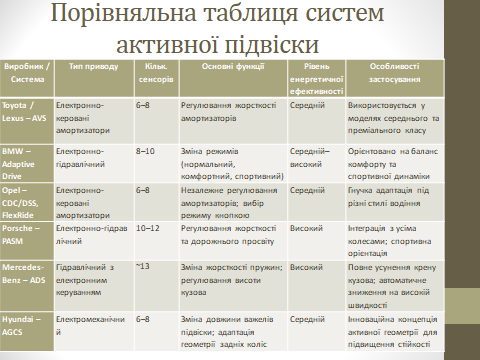 Порівняльна таблиця систем
активної підвіски
Виробник / Система | Тип приводу | Кільк. сенсорів | Основні функції | Рівень енергетичної ефективності | Особливості застосування
Toyota / Lexus – AVS | Електронно-керовані амортизатори | 6–8 | Регулювання жорсткості амортизаторів | Середній | Використовується у моделях середнього та преміального класу
BMW – Adaptive Drive | Електронно-гідравлічний | 8–10 | Зміна режимів (нормальний, комфортний, спортивний) | Середній–високий | Орієнтовано на баланс комфорту та спортивної динаміки
Opel – CDC/DSS, FlexRide | Електронно-керовані амортизатори | 6–8 | Незалежне регулювання амортизаторів; вибір режиму кнопкою | Середній | Гнучка адаптація під різні стилі водіння
Porsche – PASM | Електронно-гідравлічний | 10–12 | Регулювання жорсткості та дорожнього просвіту | Високий | Інтеграція з усіма колесами; спортивна орієнтація
Mercedes-Benz – ADS | Гідравлічний з електронним керуванням | ~13 | Зміна жорсткості пружин; регулювання висоти кузова | Високий | Повне усунення крену кузова; автоматичне зниження на високій швидкості
Hyundai – AGCS | Електромеханічний | 6–8 | Зміна довжини важелів підвіски; адаптація геометрії задніх коліс | Середній | Інноваційна концепція активної геометрії для підвищення стійкості